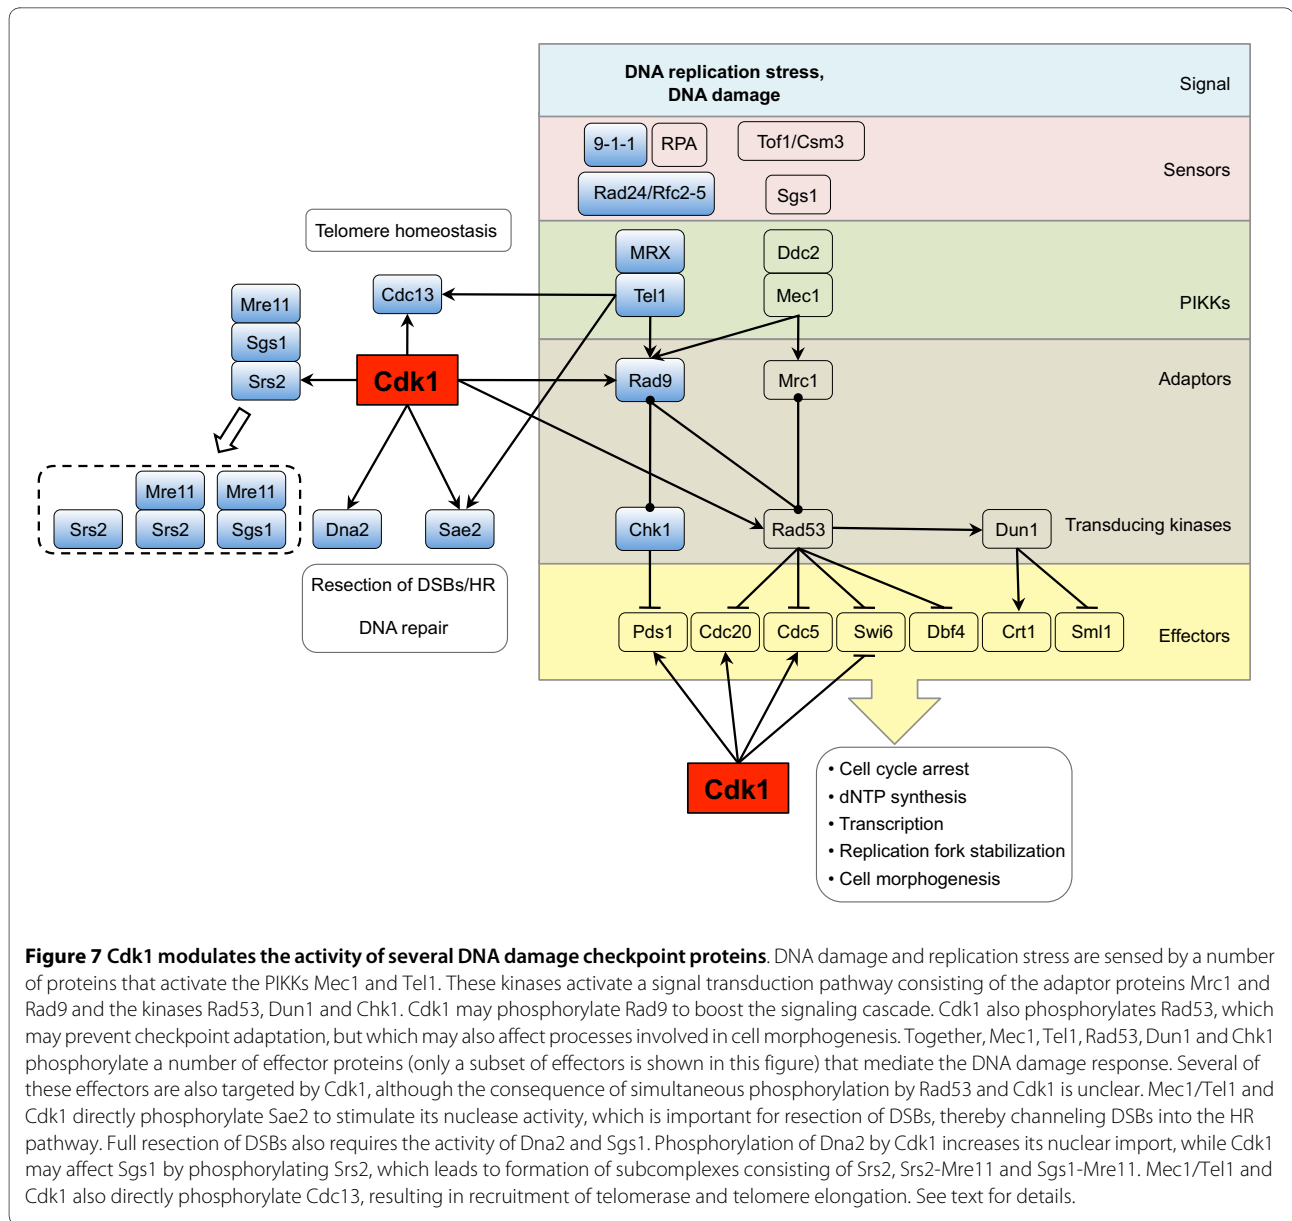 DNA replication stress,
DNA damage
Signal
9-1-1
RPA
Tof1/Csm3
Sensors
Rad24/Rfc2-5
Sgs1
Telomere homeostasis
MRX
Ddc2
Cdc13
Tel1
Mec1
PIKKs
Mre11
Sgs1
Srs2
Cdk1
Rad9
Mrc1
Adaptors
Mre11
Mre11
Srs2
Srs2
Sgs1
Dna2
Sae2
Chk1
Rad53
Dun1
Transducing kinases
Resection of DSBs/HR
DNA repair
Pds1
Cdc20
Cdc5
Swi6
Dbf4
Crt1
Sml1
Effectors
Cdk1
• Cell cycle arrest
• dNTP synthesis
• Transcription
• Replication fork stabilization
• Cell morphogenesis
Figure 7 Cdk1 modulates the activity of several DNA damage checkpoint proteins. DNA damage and replication stress are sensed by a number
of proteins that activate the PIKKs Mec1 and Tel1. These kinases activate a signal transduction pathway consisting of the adaptor proteins Mrc1 and
Rad9 and the kinases Rad53, Dun1 and Chk1. Cdk1 may phosphorylate Rad9 to boost the signaling cascade. Cdk1 also phosphorylates Rad53, which
may prevent checkpoint adaptation, but which may also affect processes involved in cell morphogenesis. Together, Mec1, Tel1, Rad53, Dun1 and Chk1
phosphorylate a number of effector proteins (only a subset of effectors is shown in this figure) that mediate the DNA damage response. Several of
these effectors are also targeted by Cdk1, although the consequence of simultaneous phosphorylation by Rad53 and Cdk1 is unclear. Mec1/Tel1 and
Cdk1 directly phosphorylate Sae2 to stimulate its nuclease activity, which is important for resection of DSBs, thereby channeling DSBs into the HR
pathway. Full resection of DSBs also requires the activity of Dna2 and Sgs1. Phosphorylation of Dna2 by Cdk1 increases its nuclear import, while Cdk1
may affect Sgs1 by phosphorylating Srs2, which leads to formation of subcomplexes consisting of Srs2, Srs2-Mre11 and Sgs1-Mre11. Mec1/Tel1 and
Cdk1 also directly phosphorylate Cdc13, resulting in recruitment of telomerase and telomere elongation. See text for details.